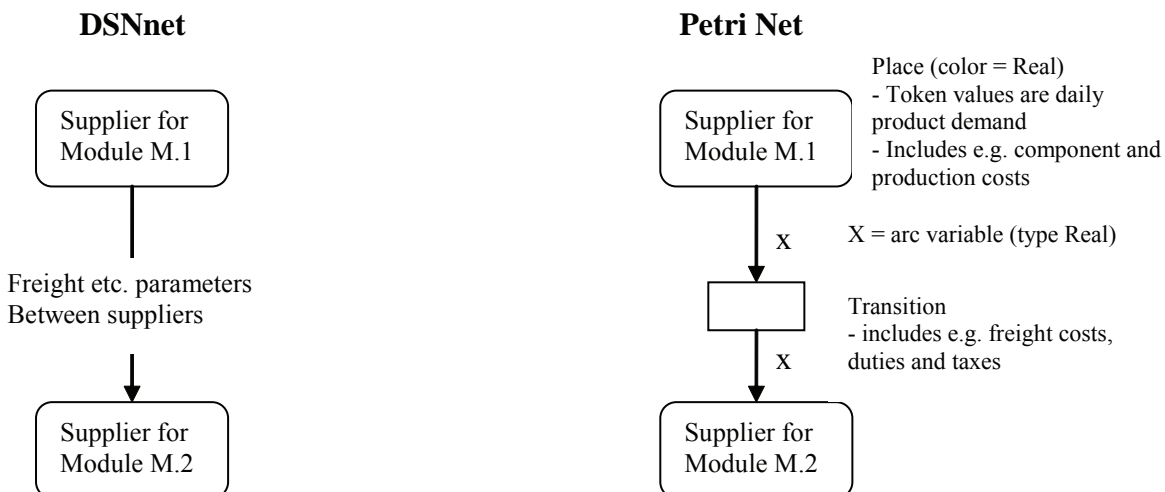 DSNnet
Supplier for
Module M.1
Freight etc. parameters
Between suppliers
Supplier for
Module M.2
Petri Net
Place (color = Real)
- Token values are daily
product demand
- Includes e.g. component and
production costs
Supplier for
Module M.1
x
X = arc variable (type Real)
Transition
- includes e.g. freight costs,
duties and taxes
x
Supplier for
Module M.2